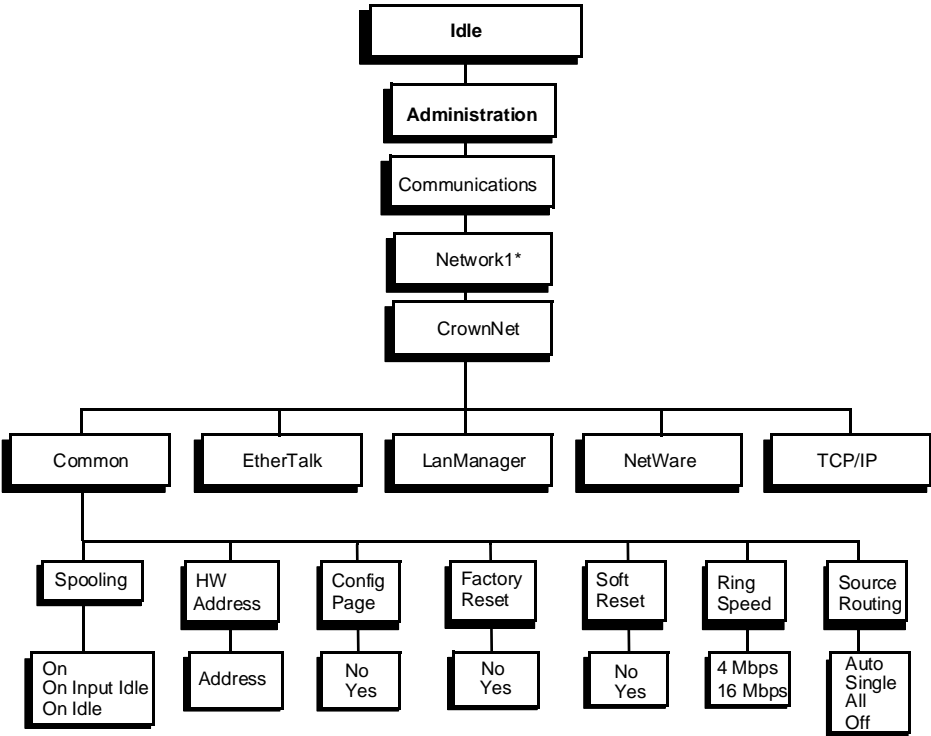 Idle
Administration
Communications
Network1*
CrownNet
Common
EtherTalk
LanManager
NetWare
TCP/IP
Spooling
HW
Address
Config
Page
Factory
Reset
Soft
Reset
Ring
Speed
Source
Routing
On
On Input Idle
On Idle
Address
No
Yes
No
Yes
No
Yes
4 Mbps
16 Mbps
Auto
Single
All
Off